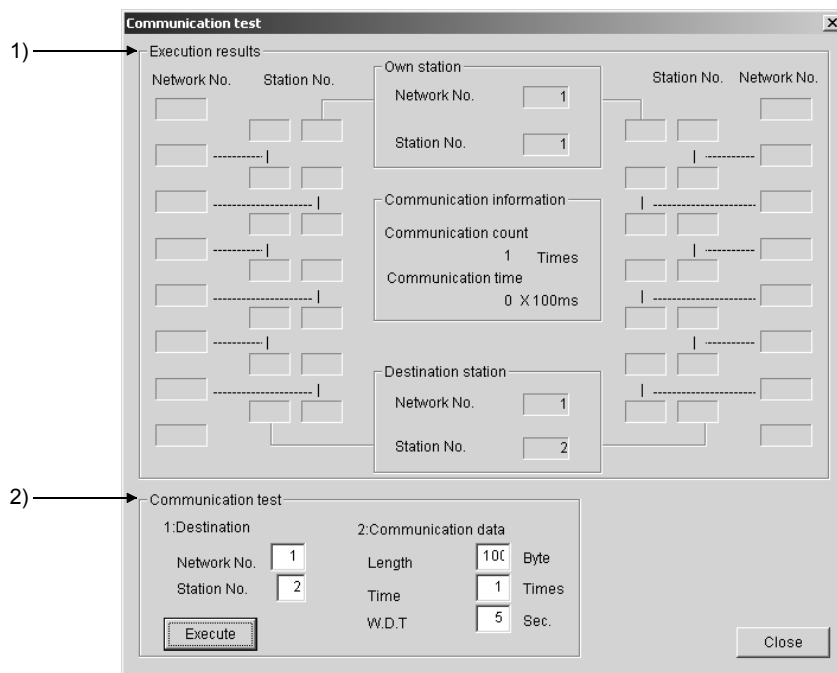 Communication test
1)
Execution results
Network No. Station No.
Own station
Network No. 1
Station No. 1
Station No. Network No.
Communication information
Communication count
1 Times
Communication time
0 X100ms
Destination station
Network No. 1
Station No. 2
2)
Communication test
1:Destination
Network No. 1
Station No. 2
Execute
2:Communication data
Length 100 Byte
Time 1 Times
W.D.T 5 Sec.
Close